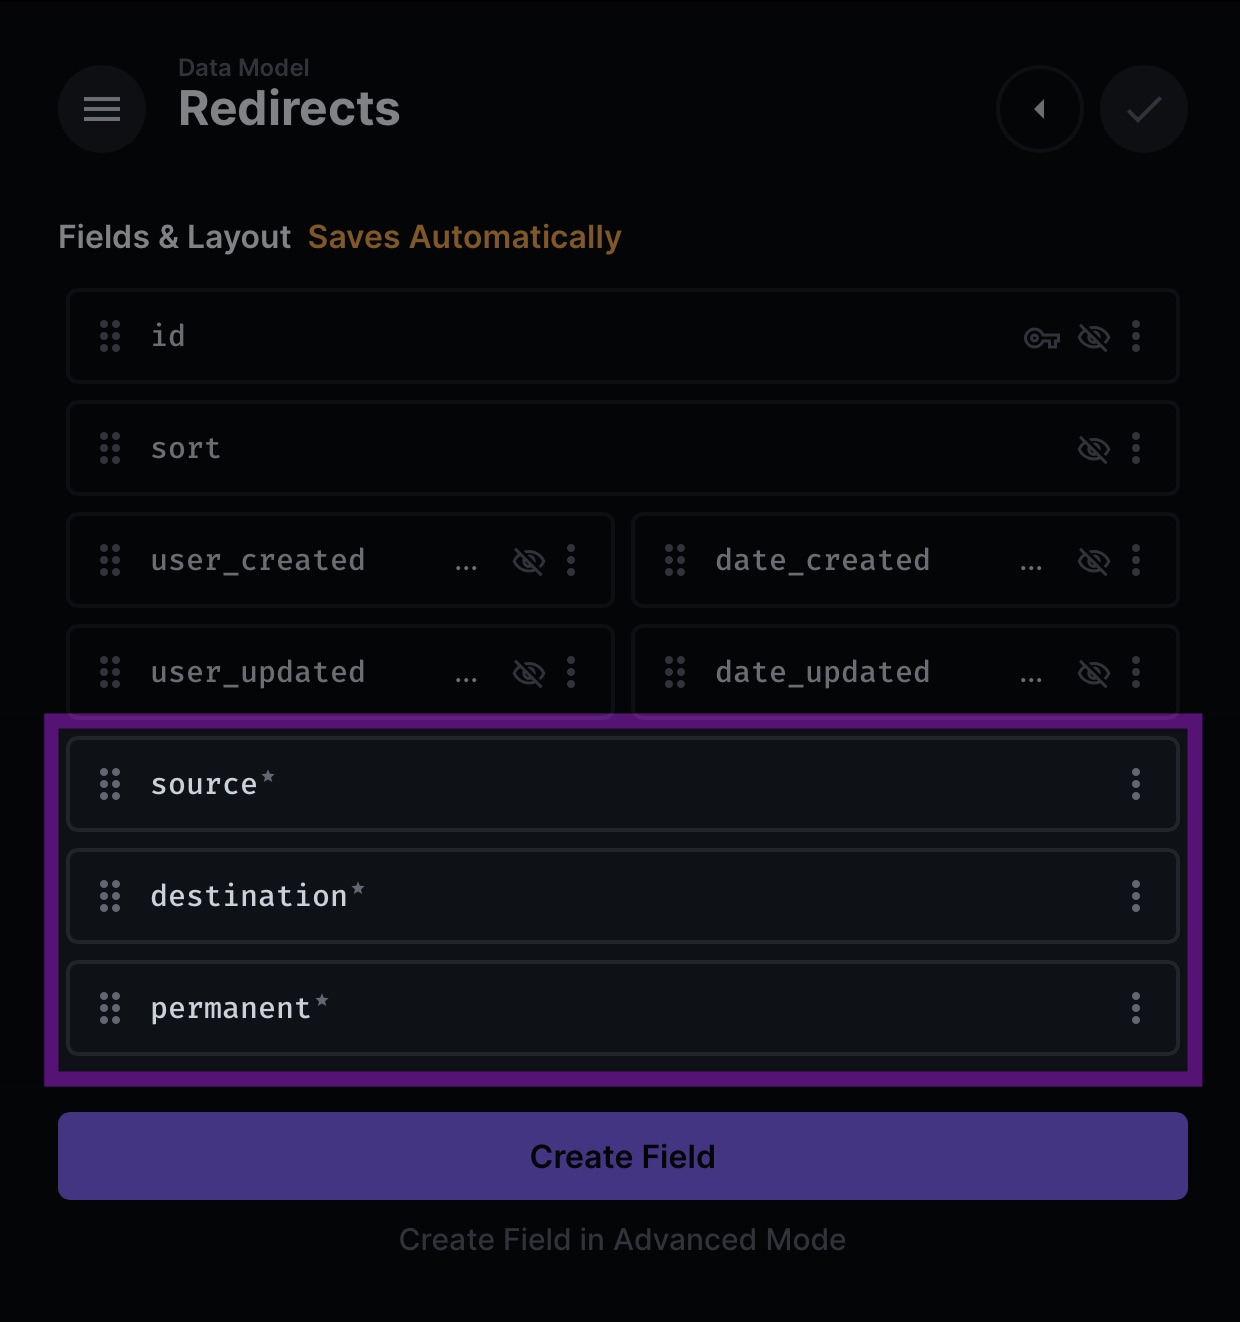 Data Model
Redirects
Fields & Layout Saves Automatically
id
sort
user_created ...
date_created ...
user_updated ...
date_updated ...
source*
destination*
permanent*
Create Field
Create Field in Advanced Mode